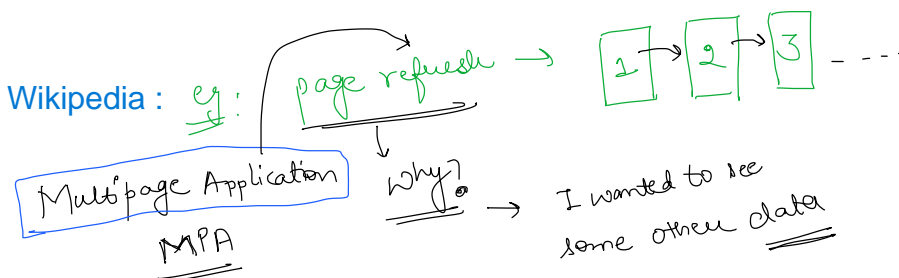 Wikipedia : eg : page refresh → 1 → 2 → 3 - - - -
Multipage Application
MPA
Why?
→ I wanted to see
some other data